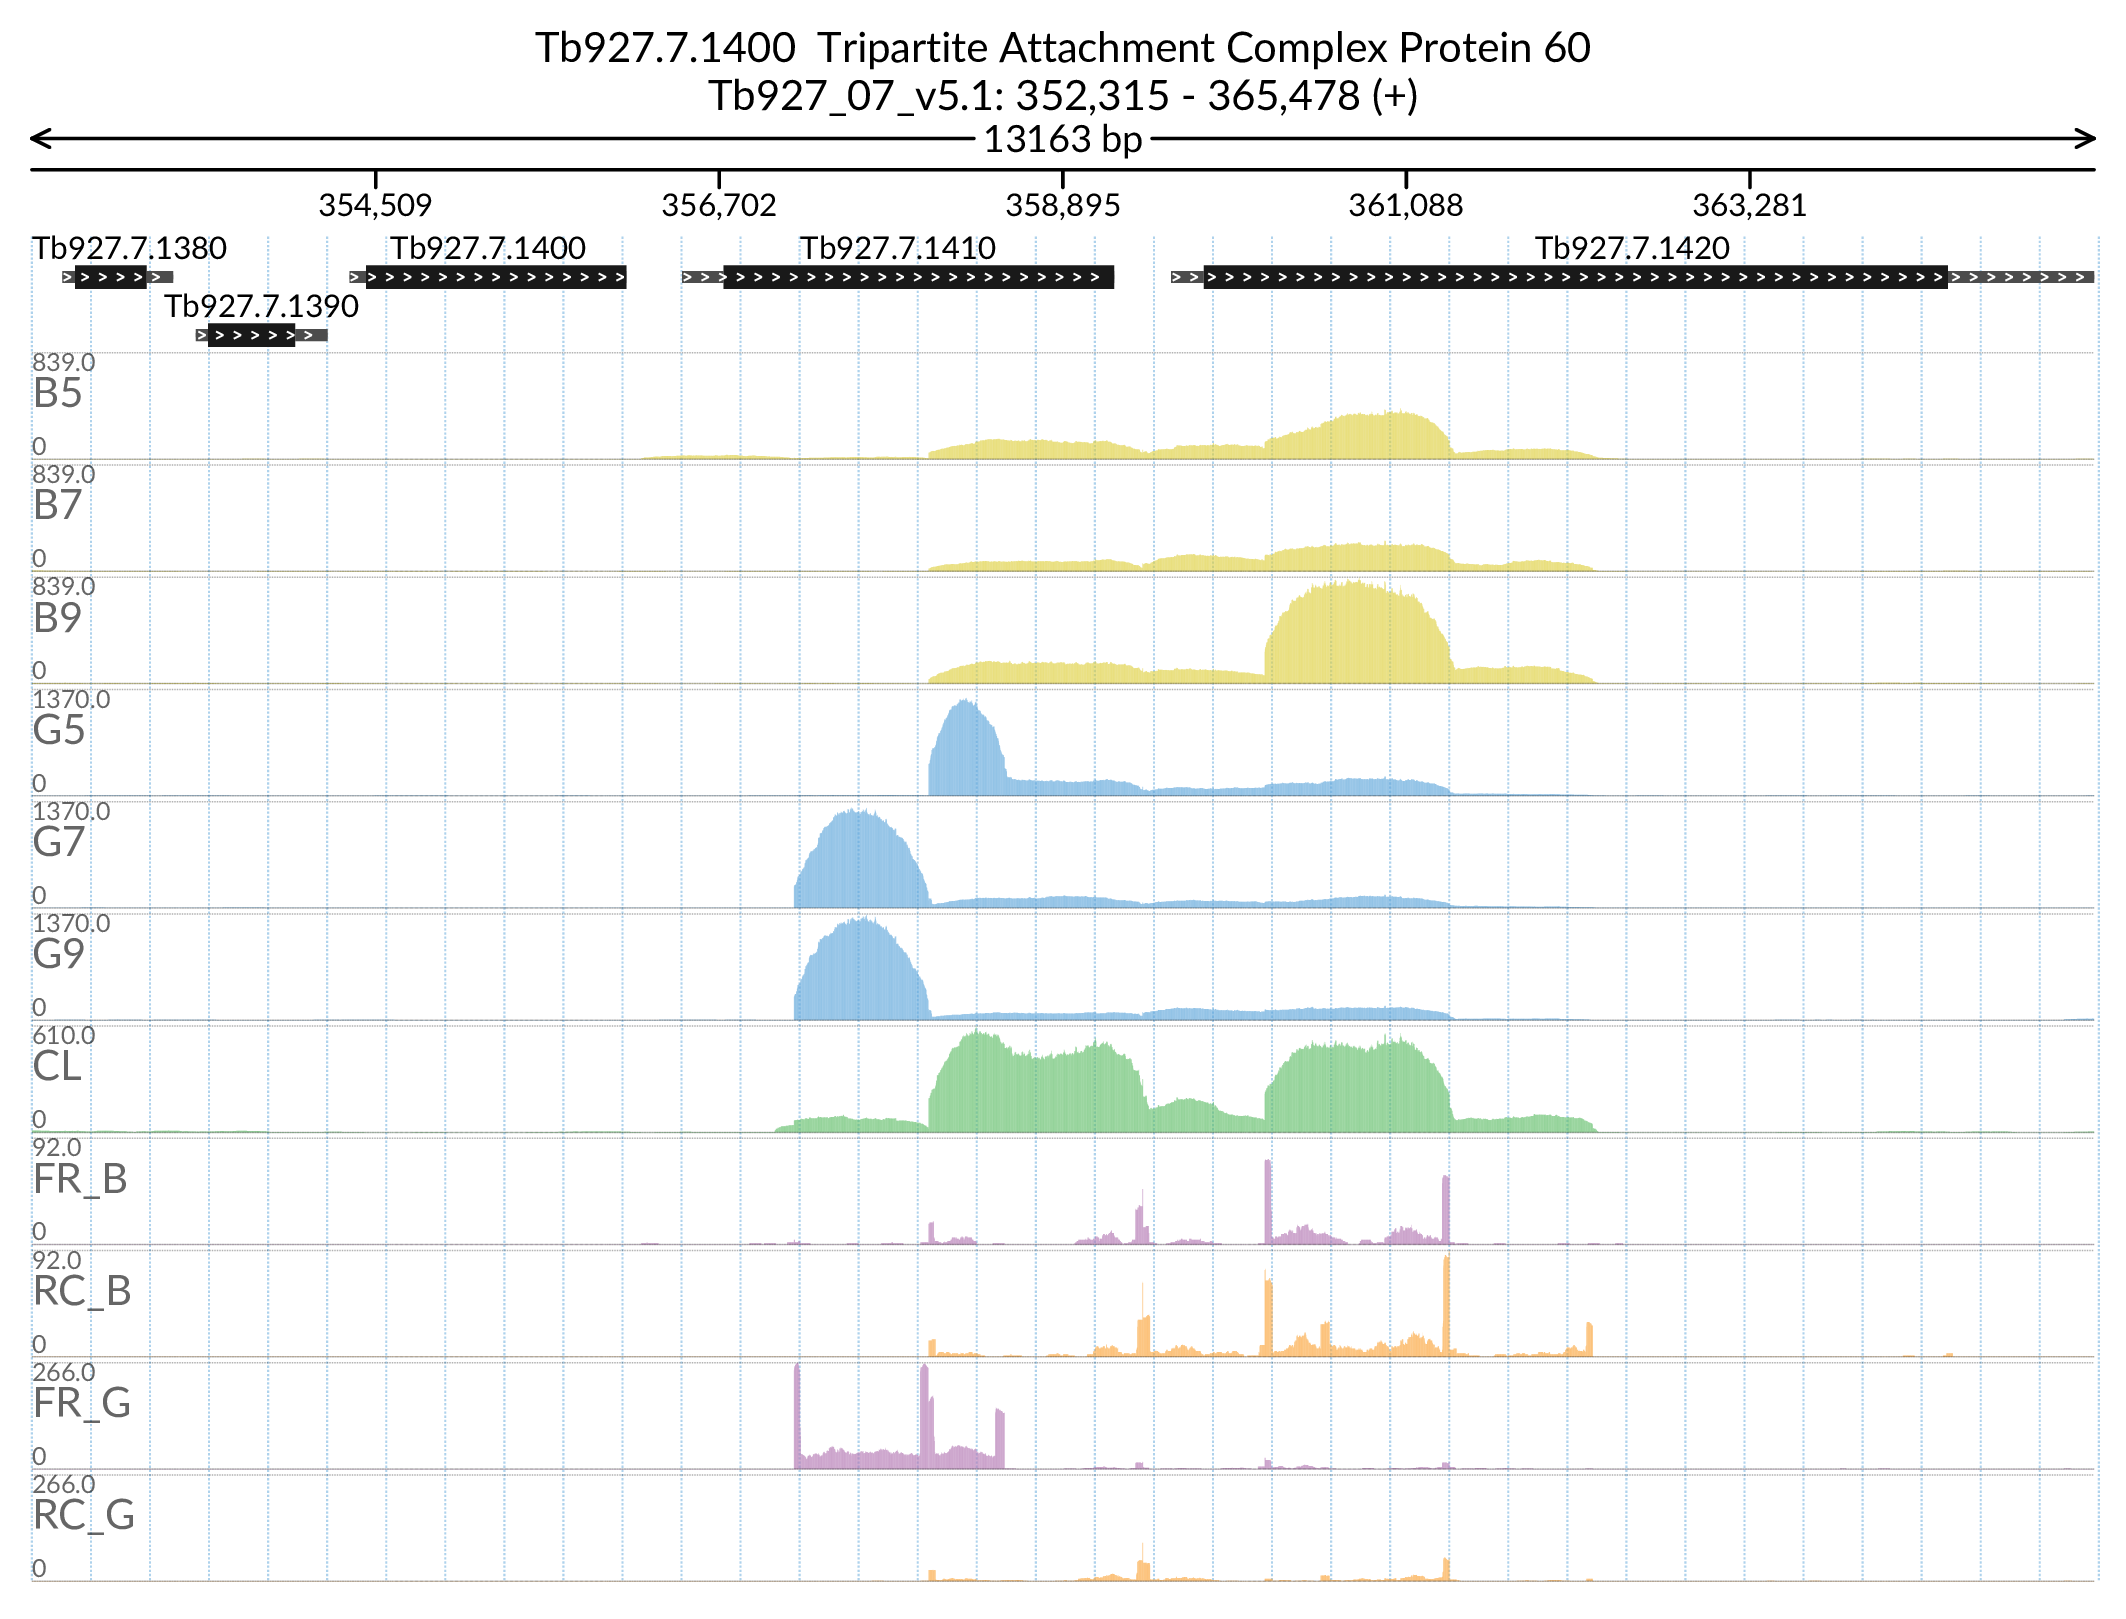 Tb927.7.1400 Tripartite Attachment Complex Protein 60
Tb927_07_v5.1: 352,315 - 365,478 (+)
13163 bp
354,509 356,702 358,895 361,088 363,281
Tb927.7.1380 Tb927.7.1400 Tb927.7.1410 Tb927.7.1420
Tb927.7.1390
839.0
B5
0
839.0
B7
0
839.0
B9
0
1370.0
G5
0
1370.0
G7
0
1370.0
G9
0
610.0
CL
0
92.0
FR_B
0
92.0
RC_B
0
266.0
FR_G
0
266.0
RC_G
0